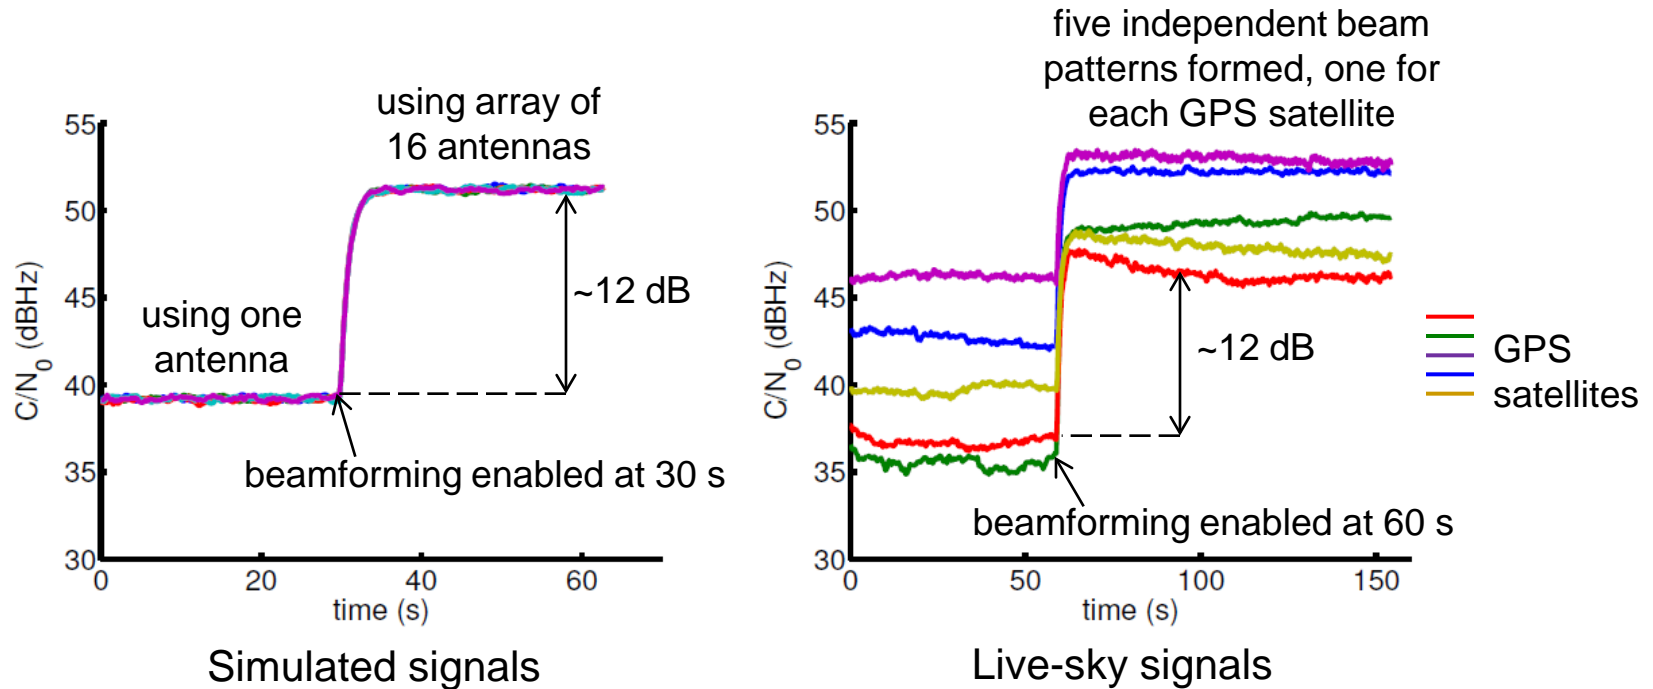 using array of
16 antennas
55
50
45
40
35
30
C/N0 (dBHz)
using one
antenna
~12 dB
beamforming enabled at 30 s
0
20
40
60
time (s)
Simulated signals
five independent beam
patterns formed, one for
each GPS satellite
55
50
45
40
35
30
C/N0 (dBHz)
~12 dB
GPS
satellites
beamforming enabled at 60 s
0
50
100
150
time (s)
Live-sky signals